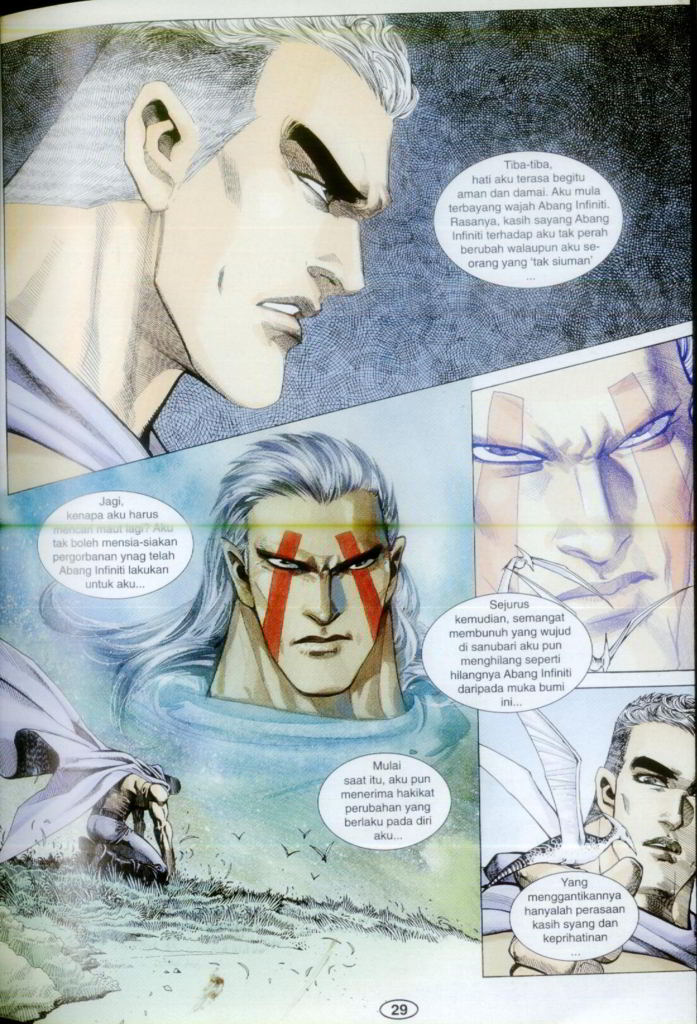 Tiba-tiba,
hati aku terasa begitu
aman dan damai. Aku mula
terbayang wajah Abang Infiniti.
Rasanya, kasih sayang Abang
Infiniti terhadap aku tak perah
berubah walaupun aku se-
orang yang 'tak siuman'
...
Jagi,
kenapa aku harus
mencari maut lagi? Aku
tak boleh mensia-siakan
pergorbanan ynag telah
Abang Infiniti lakukan
untuk aku...
Sejurus
kemudian, semangat
membunuh yang wujud
di sanubari aku pun
menghilang seperti
hilangnya Abang Infiniti
daripada muka bumi
ini...
Mulai
saat itu, aku pun
menerima hakikat
perubahan yang
berlaku pada diri
aku...
Yang
menggantikannya
hanyalah perasaan
kasih syang dan
keprihatinan
...
29